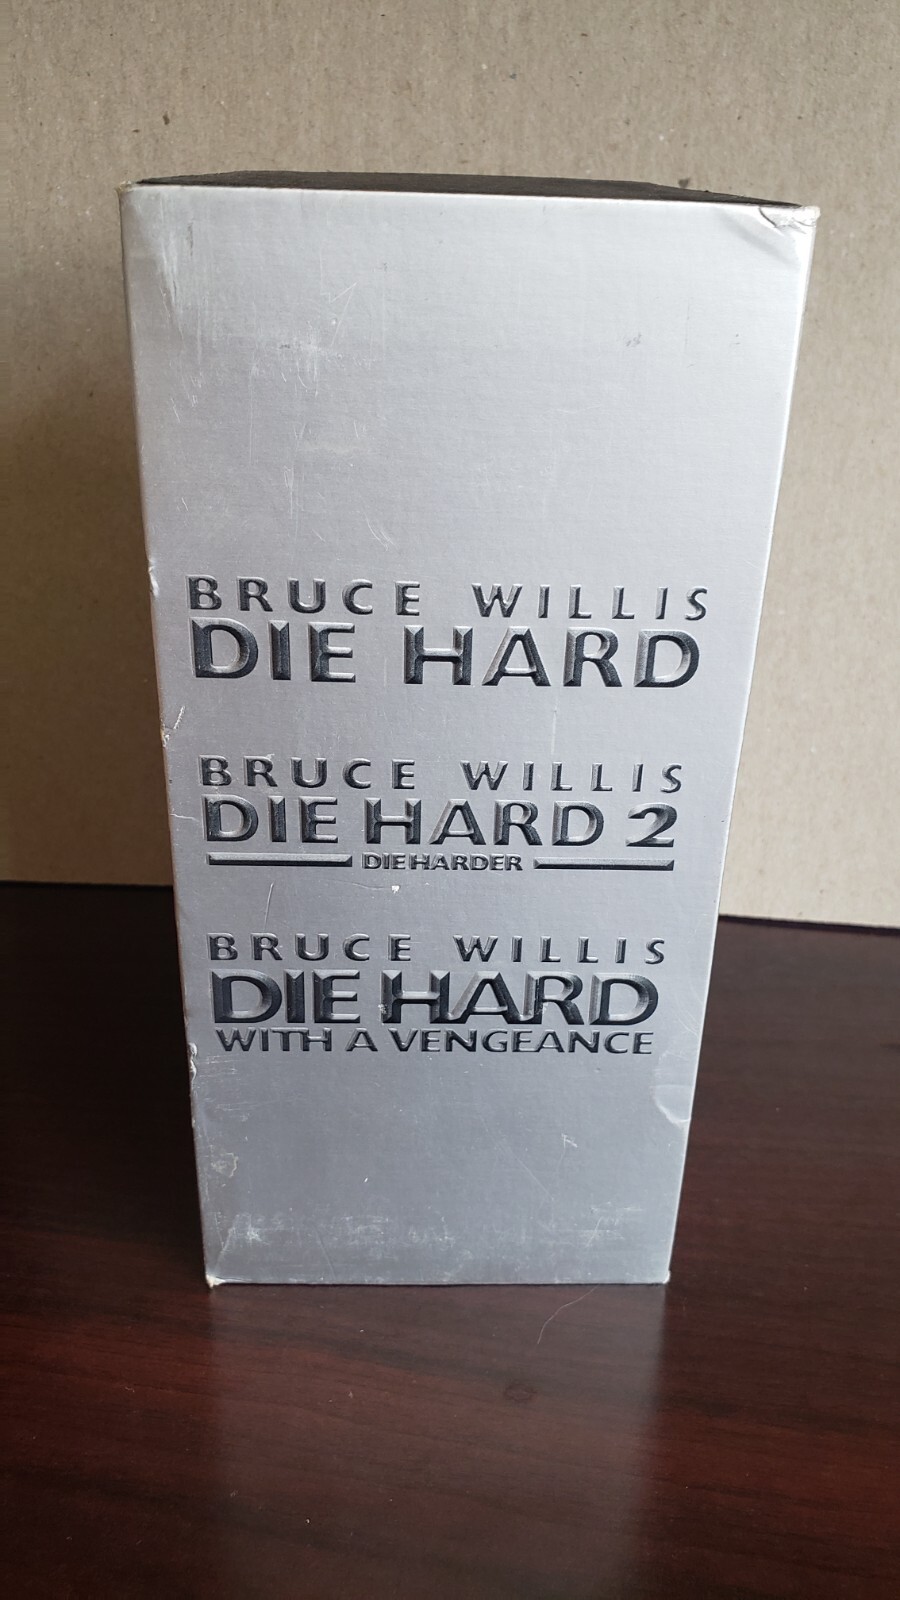 BRUCE WILLIS
DIE HARD
BRUCE WILLIS
DIE HARD 2
DIE HARDER
BRUCE WILLIS
DIE HARD
WITH A VENGEANCE